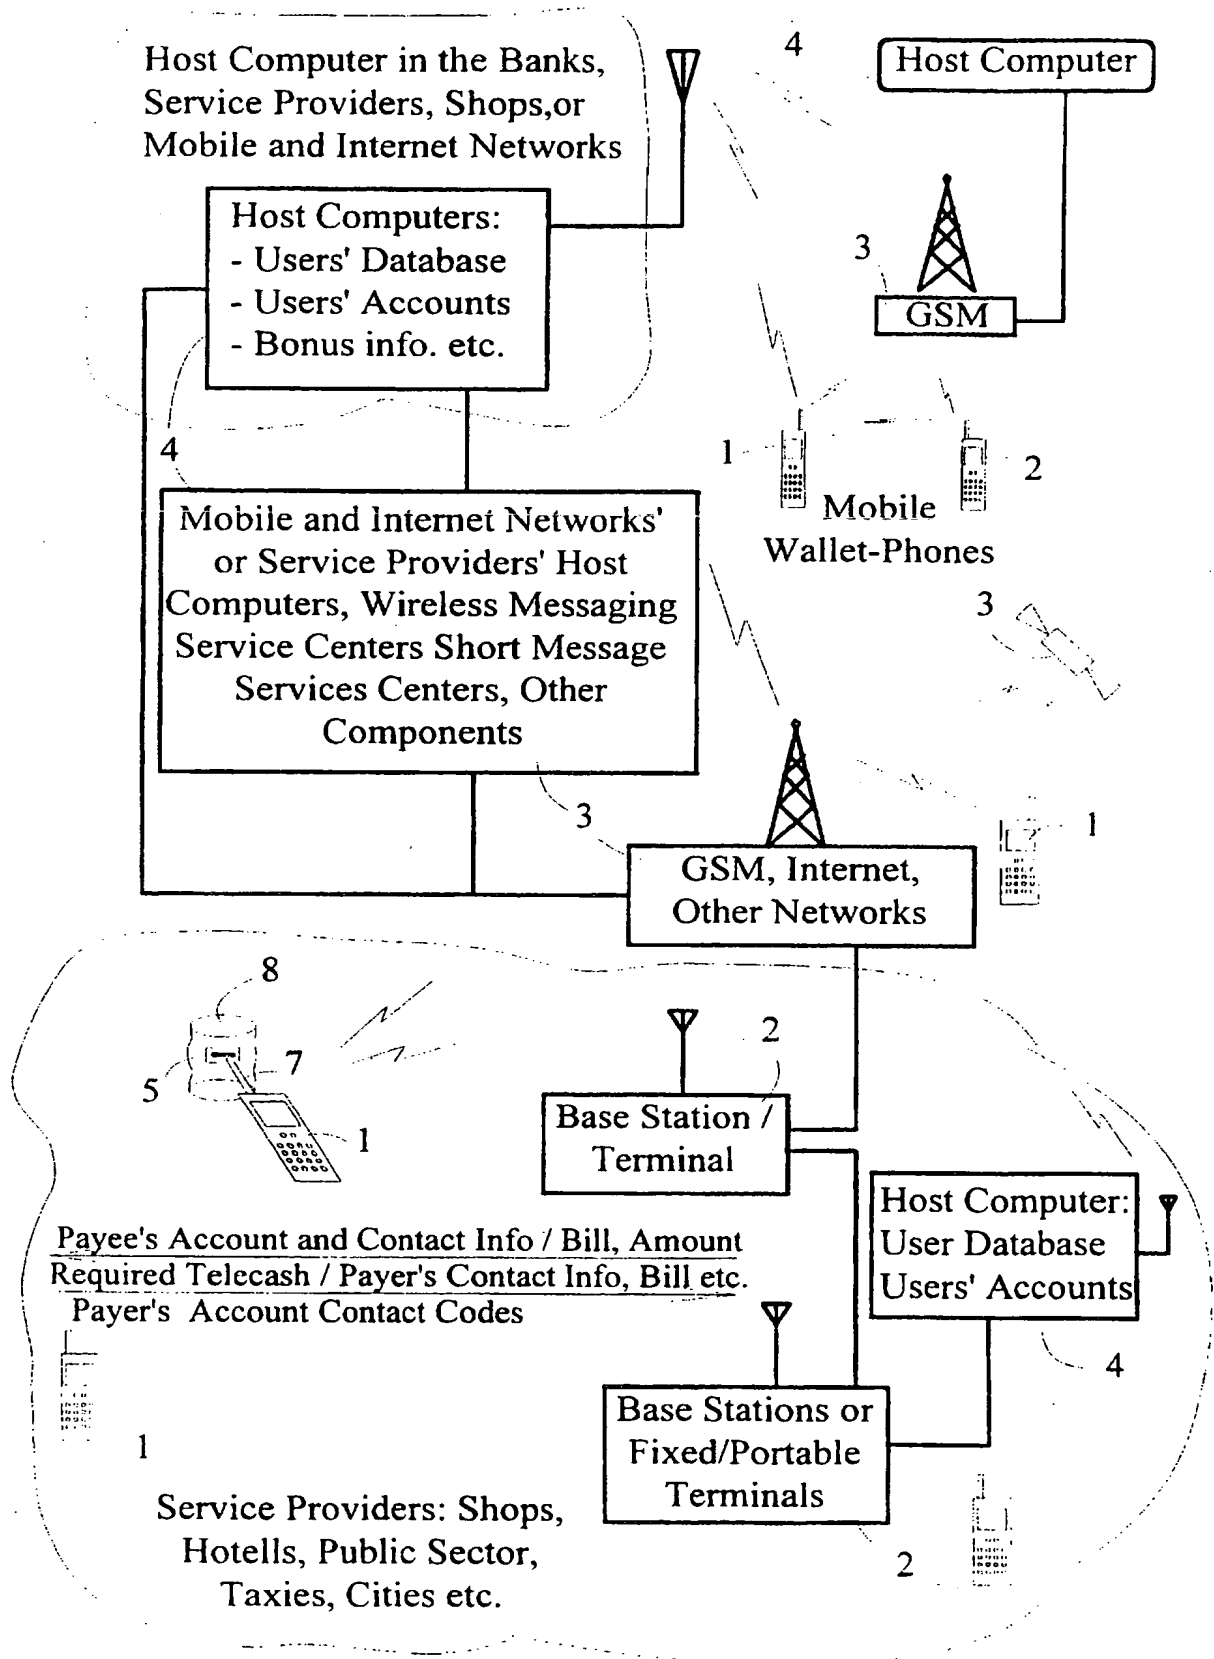 Host Computer in the Banks,
Service Providers, Shops,or
Mobile and Internet Networks
4
Host Computer
Host Computers:
- Users' Database
- Users' Accounts
- Bonus info. etc.
3
GSM
4
1
2
Mobile
Wallet-Phones
Mobile and Internet Networks'
or Service Providers' Host
Computers, Wireless Messaging
Service Centers Short Message
Services Centers, Other
Components
3
3
1
GSM, Internet,
Other Networks
8
5
7
1
2
Base Station /
Terminal
Host Computer:
User Database
Users' Accounts
4
Payee's Account and Contact Info / Bill, Amount
Required Telecash / Payer's Contact Info, Bill etc.
Payer's Account Contact Codes
1
Base Stations or
Fixed/Portable
Terminals
2
Service Providers: Shops,
Hotells, Public Sector,
Taxies, Cities etc.